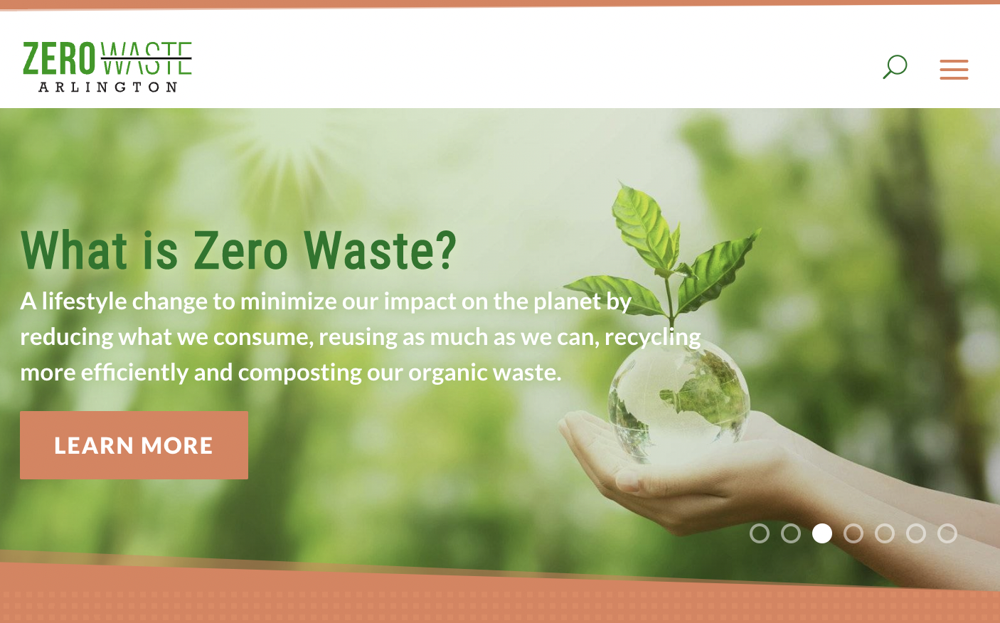 ZERO WASTE
ARLINGTON
What is Zero Waste?
A lifestyle change to minimize our impact on the planet by
reducing what we consume, reusing as much as we can, recycling
more efficiently and composting our organic waste.
LEARN MORE